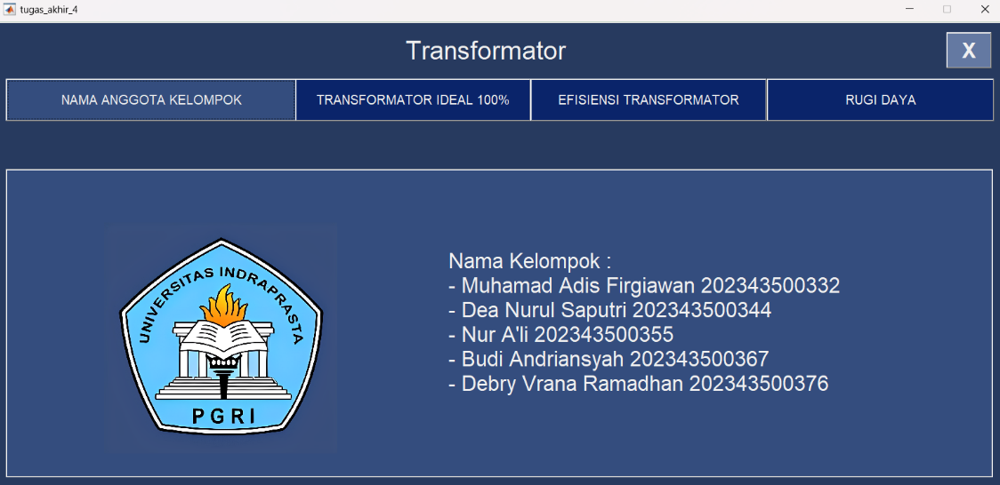 tugas_akhir_4
Transformator
X
NAMA ANGGOTA KELOMPOK
TRANSFORMATOR IDEAL 100%
EFISIENSI TRANSFORMATOR
RUGI DAYA
UNIVERSITAS INDRAPRASTA
PGRI
Nama Kelompok :
- Muhamad Adis Firgiawan 202343500332
- Dea Nurul Saputri 202343500344
- Nur A'li 202343500355
- Budi Andriansyah 202343500367
- Debry Vrana Ramadhan 202343500376